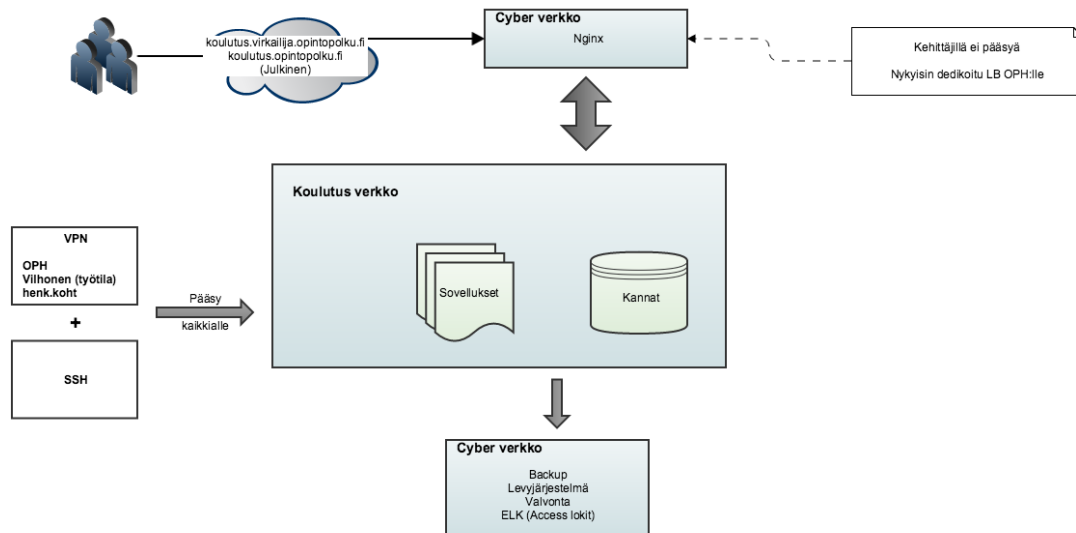 Cyber verkko
Nginx
koulutus.virkailija.opintopolku.fi
koulutus.opintopolku.fi
(Julkinen)
Kehittäjillä ei pääsyä
Nykyisin dedikoitu LB OPH:lle
Koulutus verkko
Sovellukset
Kannat
VPN
OPH
Vilhonen (työtila)
henk.koht
+
SSH
Pääsy
kaikkialle
Cyber verkko
Backup
Levyjärjestelmä
Valvonta
ELK (Access lokit)